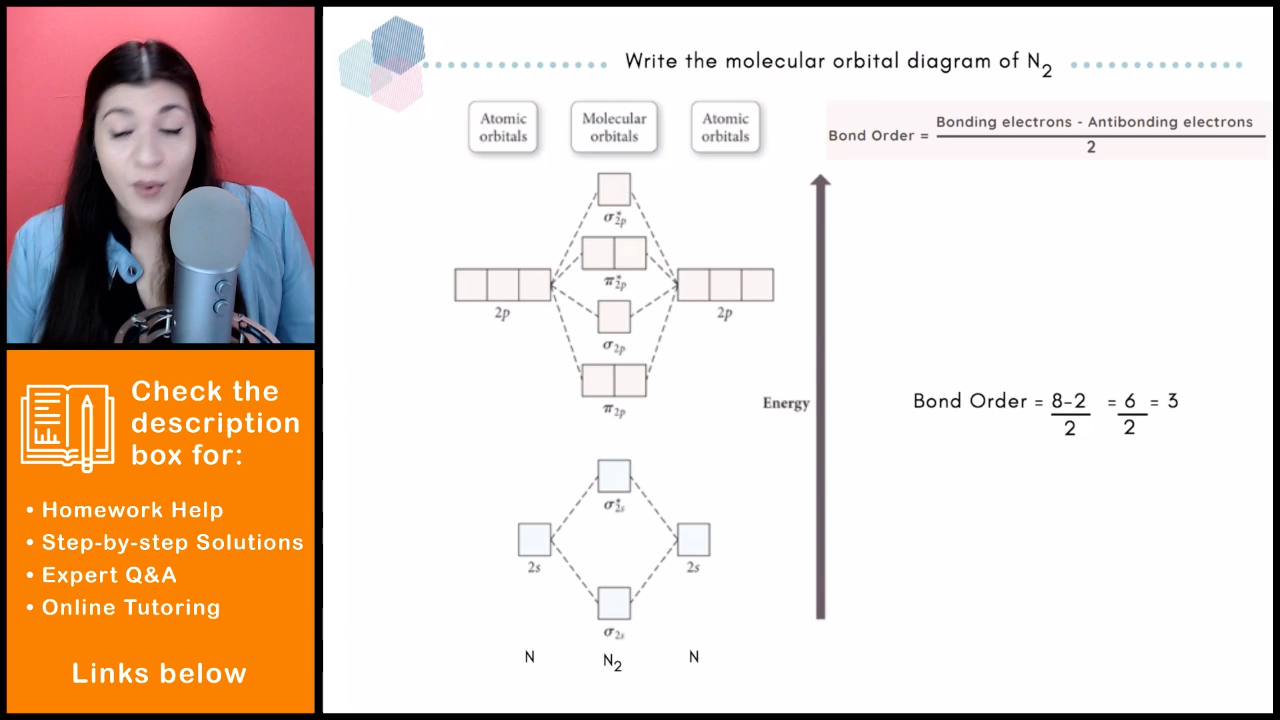 Write the molecular orbital diagram of N₂
Atomic
orbitals
Molecular
orbitals
Atomic
orbitals
Bond Order = Bonding electrons - Antibonding electrons
2
σ*2p
π*2p
2p
2p
σ2p
π2p
Energy
Bond Order = 8-2 = 6 = 3
2 2
σ*2s
2s
2s
σ2s
N
N₂
N
Check the
description
box for:
• Homework Help
• Step-by-step Solutions
• Expert Q&A
• Online Tutoring
Links below